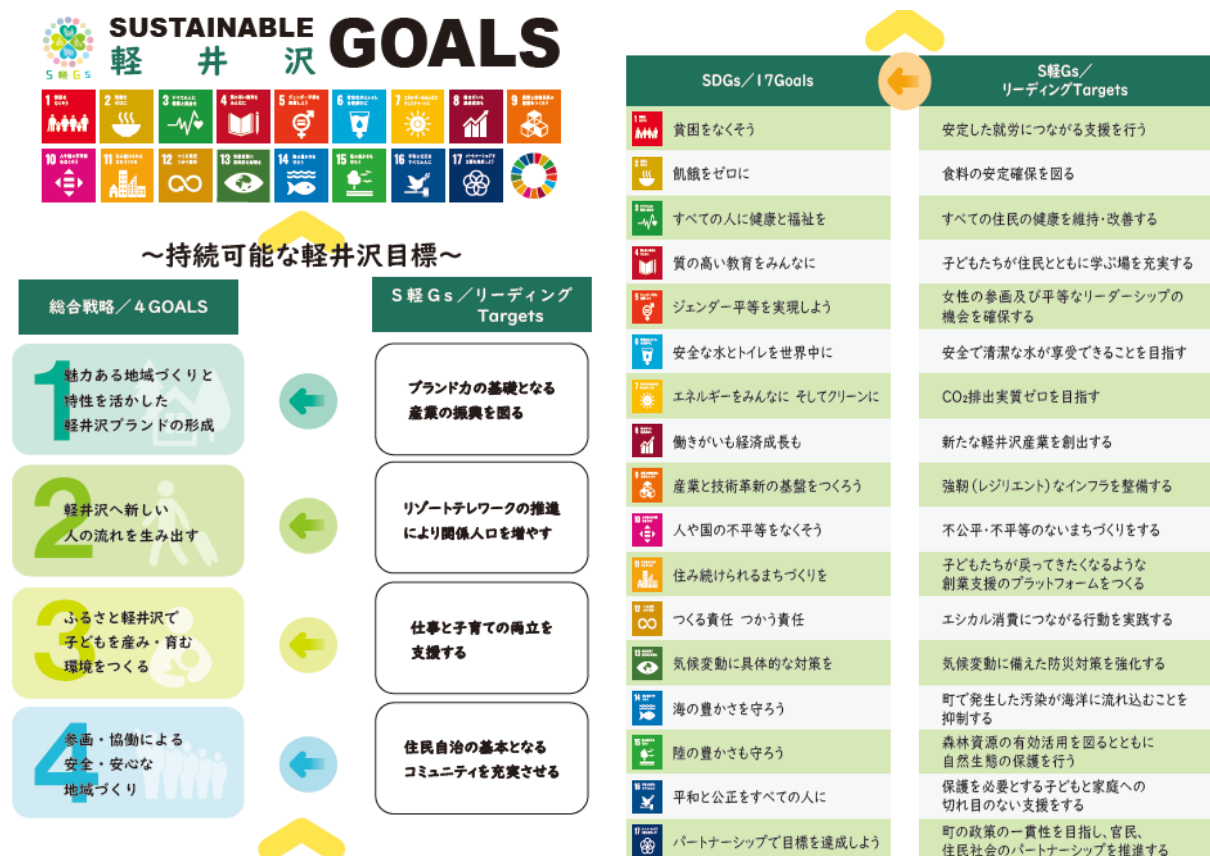 SUSTAINABLE
軽井沢
GOALS
S軽Gs
1
2
3
4
5
6
7
8
9
10
11
12
13
14
15
16
17
～持続可能な軽井沢目標～
総合戦略／4GOALS
S軽Gs／リーディング
Targets
1
魅力ある地域づくりと
特性を活かした
軽井沢ブランドの形成
ブランド力の基礎となる
産業の振興を図る
2
軽井沢へ新しい
人の流れを生み出す
リゾートテレワークの推進
により関係人口を増やす
3
ふるさと軽井沢で
子どもを産み・育む
環境をつくる
仕事と子育ての両立を
支援する
4
参画・協働による
安全・安心な
地域づくり
住民自治の基本となる
コミュニティを充実させる
SDGs／17Goals
S軽Gs／
リーディングTargets
1
貧困をなくそう
安定した就労につながる支援を行う
2
飢餓をゼロに
食料の安定確保を図る
3
すべての人に健康と福祉を
すべての住民の健康を維持・改善する
4
質の高い教育をみんなに
子どもたちが住民とともに学ぶ場を充実する
5
ジェンダー平等を実現しよう
女性の参画及び平等なリーダーシップの
機会を確保する
6
安全な水とトイレを世界中に
安全で清潔な水が享受できることを目指す
7
エネルギーをみんなに そしてクリーンに
CO₂排出実質ゼロを目指す
8
働きがいも経済成長も
新たな軽井沢産業を創出する
9
産業と技術革新の基盤をつくろう
強靭（レジリエント）なインフラを整備する
10
人や国の不平等をなくそう
不公平・不平等のないまちづくりをする
11
住み続けられるまちづくりを
子どもたちが戻ってきたくなるような
創業支援のプラットフォームをつくる
12
つくる責任 つかう責任
エシカル消費につながる行動を実践する
13
気候変動に具体的な対策を
気候変動に備えた防災対策を強化する
14
海の豊かさを守ろう
町で発生した汚染が海洋に流れ込むことを
抑制する
15
陸の豊かさも守ろう
森林資源の有効活用を図るとともに
自然生態の保護を行う
16
平和と公正をすべての人に
保護を必要とする子どもと家庭への
切れ目のない支援をする
17
パートナーシップで目標を達成しよう
町の政策の一貫性を目指し、官民、
住民社会のパートナーシップを推進する